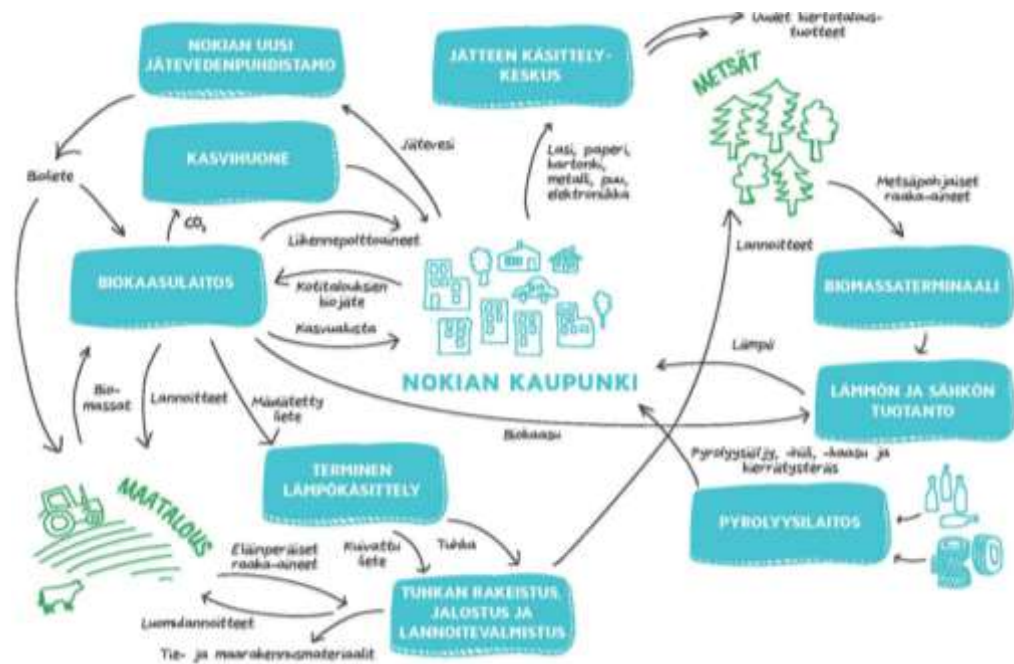 NOKIAN UUSI
JÄTEVEDENPUHDISTAMO
JÄTTEEN KÄSITTELY-
KESKUS
Uudet kiertotalous-
tuotteet
METSÄT
KASVIHUONE
Jätevesi
Lasi, paperi,
kartonki,
metalli, puu,
elektroniikka
Bioliete
CO₂
Metsäpohjaiset
raaka-aineet
BIOKAASULAITOS
Liikennepolttoaineet
Lannoitteet
Kotitalouksien
biojäte
BIOMASSATERMINAALI
Kasvualusta
NOKIAN KAUPUNKI
Lämpö
LÄMMÖN JA SÄHKÖN
TUOTANTO
Bio-
massat
Lannoitteet
Mädätetty
liete
Biokaasu
Pyrolyysiöljy, -hiili, -kaasu ja
kierrätysteräs
TERMINEN
LÄMPÖKÄSITTELY
PYROLYYSILAITOS
MAATALOUS
Eläinperäiset
raaka-aineet
Kuivattu
liete
Tuhka
TUHKAN RAKEISTUS,
JALOSTUS JA
LANNOITEVALMISTUS
Luomulannoitteet
Tie- ja maarakennusmateriaalit